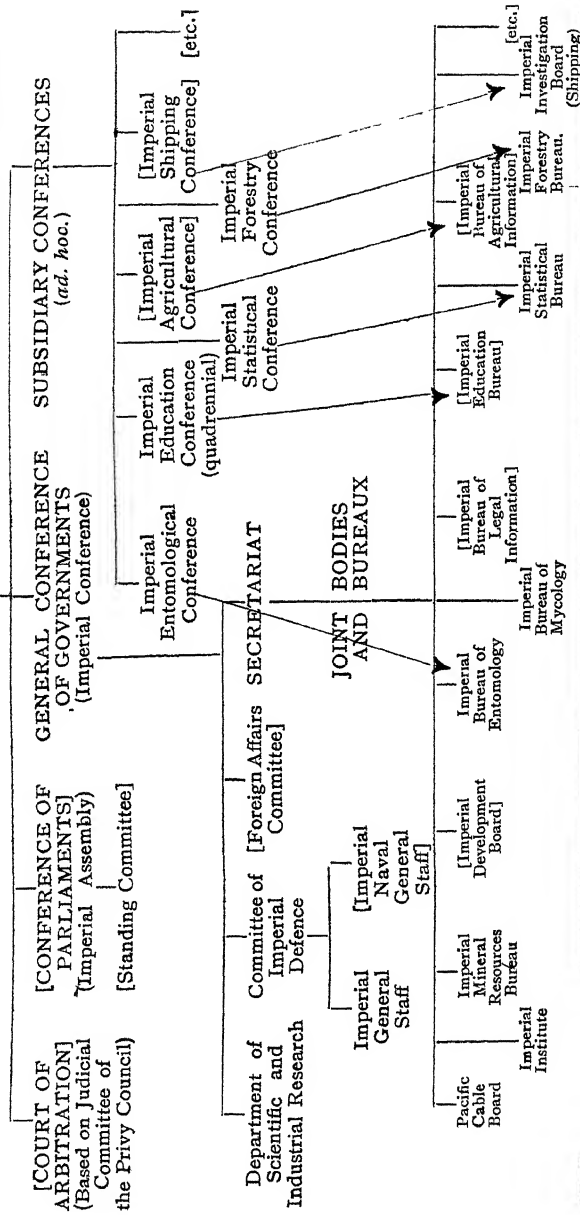 [COURT OF
ARBITRATION]
(Based on Judicial
Committee of
the Privy Council)
[CONFERENCE OF
PARLIAMENTS]
(Imperial Assembly)
[Standing Committee]
GENERAL CONFERENCE
OF GOVERNMENTS
(Imperial Conference)
SUBSIDIARY CONFERENCES
(ad. hoc.)
Imperial
Entomological
Conference
Imperial
Education
Conference
(quadrennial)
Imperial
Statistical
Conference
[Imperial
Agricultural
Conference]
Imperial
Forestry
Conference
[Imperial
Shipping
Conference]
[etc.]
SECRETARIAT
Department of
Scientific and
Industrial Research
Committee of
Imperial
Defence
[Foreign Affairs
Committee]
Imperial
General
Staff
[Imperial
Naval
General
Staff]
JOINT BODIES
AND BUREAUX
Pacific
Cable
Board
Imperial
Institute
Imperial
Mineral
Resources
Bureau
[Imperial
Development
Board]
Imperial
Bureau of
Entomology
Imperial
Bureau of
Mycology
[Imperial
Bureau of
Legal
Information]
[Imperial
Education
Bureau]
Imperial
Statistical
Bureau
[Imperial
Bureau of
Agricultural
Information]
Imperial
Forestry
Bureau.
Imperial
Investigation
Board
(Shipping)
[etc.]